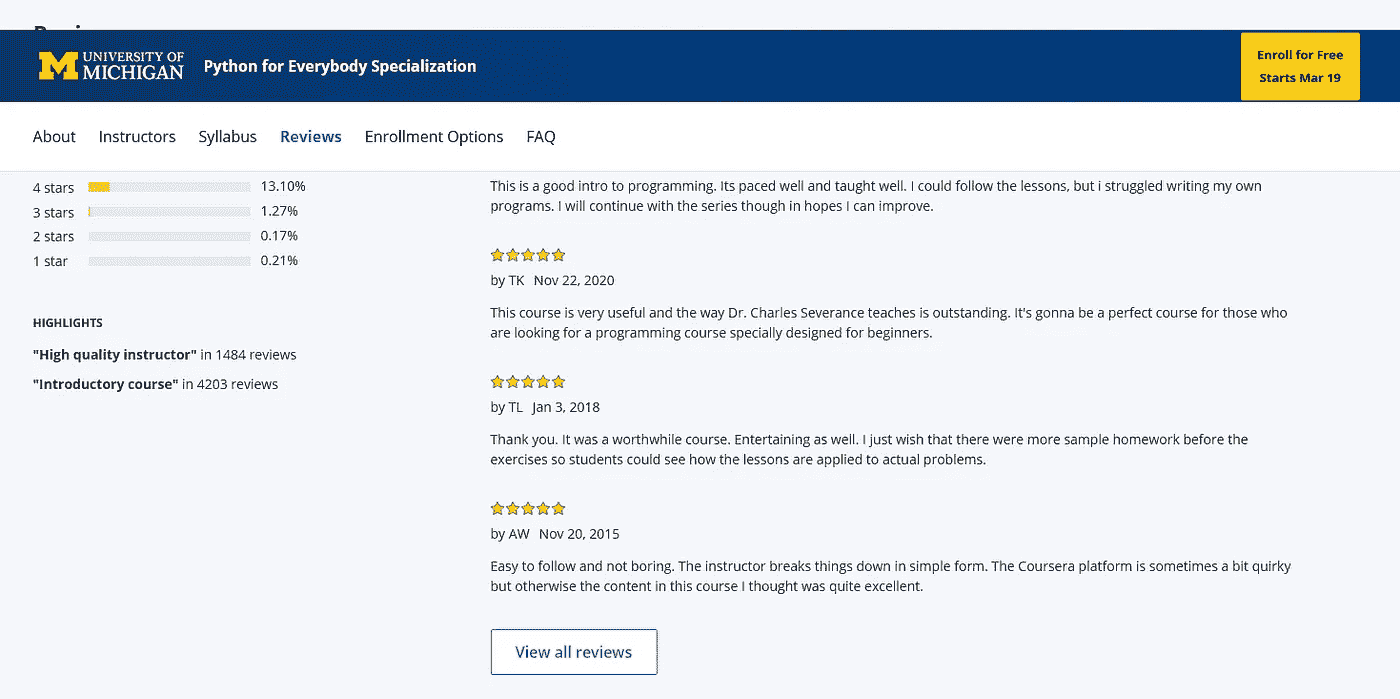 UNIVERSITY OF
MICHIGAN
Python for Everybody Specialization
Enroll for Free
Starts Mar 19
About Instructors Syllabus Reviews Enrollment Options FAQ
4 stars 13.10%
3 stars 1.27%
2 stars 0.17%
1 star 0.21%
HIGHLIGHTS
"High quality instructor" in 1484 reviews
"Introductory course" in 4203 reviews
This is a good intro to programming. Its paced well and taught well. I could follow the lessons, but i struggled writing my own
programs. I will continue with the series though in hopes I can improve.
by TK Nov 22, 2020
This course is very useful and the way Dr. Charles Severance teaches is outstanding. It's gonna be a perfect course for those who
are looking for a programming course specially designed for beginners.
by TL Jan 3, 2018
Thank you. It was a worthwhile course. Entertaining as well. I just wish that there were more sample homework before the
exercises so students could see how the lessons are applied to actual problems.
by AW Nov 20, 2015
Easy to follow and not boring. The instructor breaks things down in simple form. The Coursera platform is sometimes a bit quirky
but otherwise the content in this course I thought was quite excellent.
View all reviews